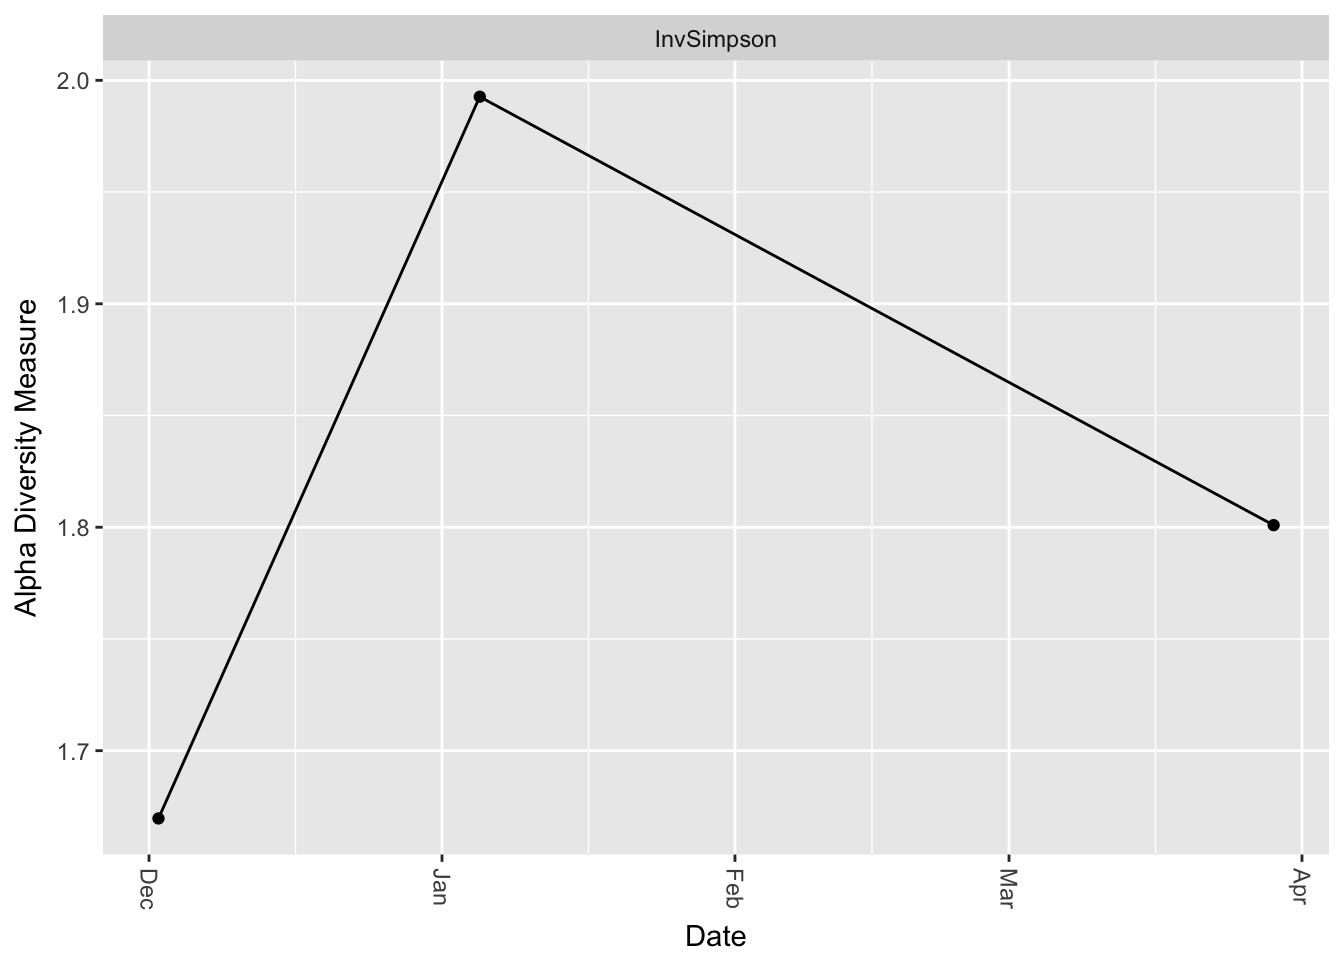 InvSimpson
2.0
1.9
1.8
1.7
Alpha Diversity Measure
Dec
Jan
Feb
Mar
Apr
Date